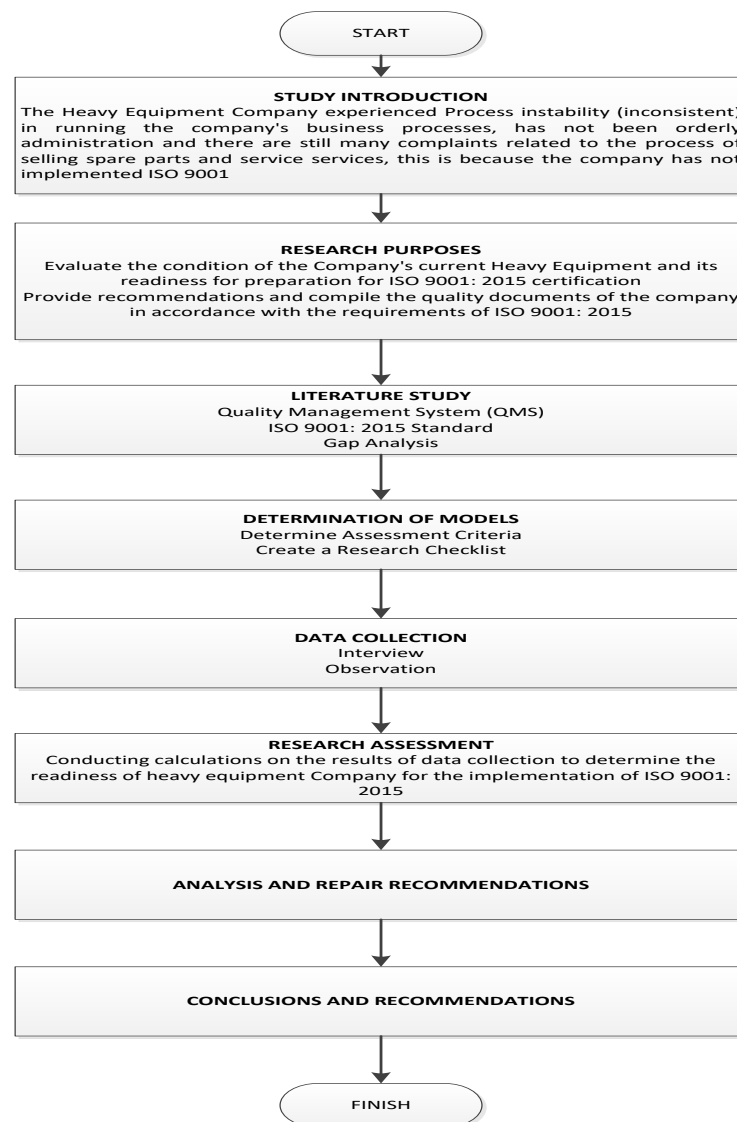 START
STUDY INTRODUCTION
The Heavy Equipment Company experienced Process instability (inconsistent)
in running the company's business processes, has not been orderly
administration and there are still many complaints related to the process of
selling spare parts and service services, this is because the company has not
implemented ISO 9001
RESEARCH PURPOSES
Evaluate the condition of the Company's current Heavy Equipment and its
readiness for preparation for ISO 9001: 2015 certification
Provide recommendations and compile the quality documents of the company
in accordance with the requirements of ISO 9001: 2015
LITERATURE STUDY
Quality Management System (QMS)
ISO 9001: 2015 Standard
Gap Analysis
DETERMINATION OF MODELS
Determine Assessment Criteria
Create a Research Checklist
DATA COLLECTION
Interview
Observation
RESEARCH ASSESSMENT
Conducting calculations on the results of data collection to determine the
readiness of heavy equipment Company for the implementation of ISO 9001:
2015
ANALYSIS AND REPAIR RECOMMENDATIONS
CONCLUSIONS AND RECOMMENDATIONS
FINISH